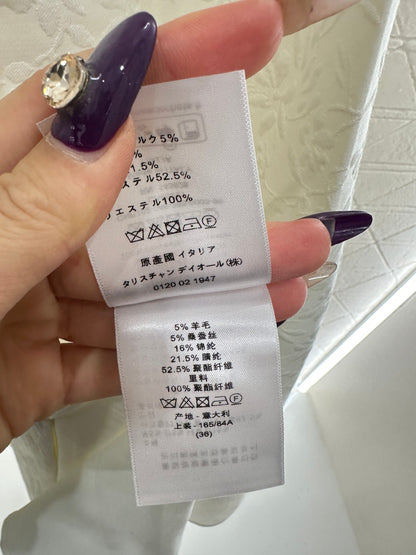 ルク5%
%
1.5%
ステル52.5%
リエステル100%
原産國 イタリア
タリスチャン ディオール(株)
0120 02 1947
5% 羊毛
5% 桑蚕丝
16% 锦纶
21.5% 腈纶
52.5% 聚酯纤维
里料
100% 聚酯纤维
产地 - 意大利
上装 - 165/84A
(36)